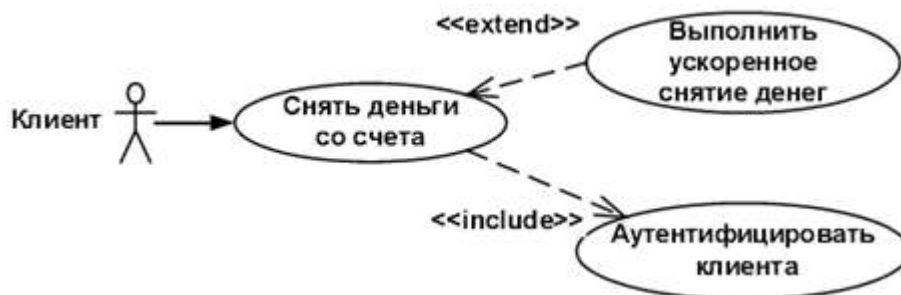 <<extend>>
Выполнить
ускоренное
снятие денег
Клиент
Снять деньги
со счета
<<include>>
Аутентифицировать
клиента